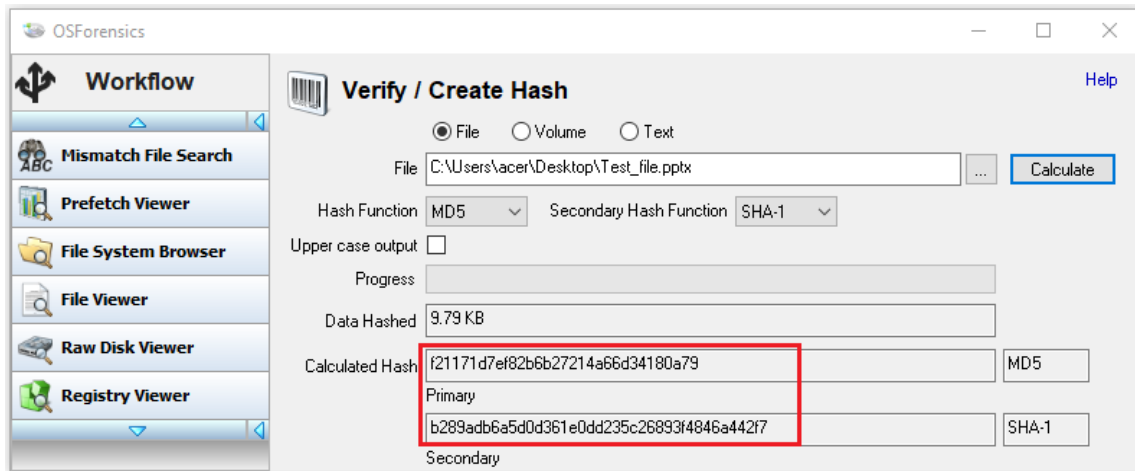 OSForensics
Workflow
Verify / Create Hash
Help
File Volume Text
Mismatch File Search
File C:\Users\acer\Desktop\Test_file.pptx ... Calculate
Prefetch Viewer
Hash Function MD5 Secondary Hash Function SHA-1
File System Browser
Upper case output
Progress
File Viewer
Data Hashed 9.79 KB
Raw Disk Viewer
Calculated Hash f21171d7ef82b6b27214a66d34180a79 MD5
Registry Viewer
Primary
b289adb6a5d0d361e0dd235c26893f4846a442f7 SHA-1
Secondary
ABC